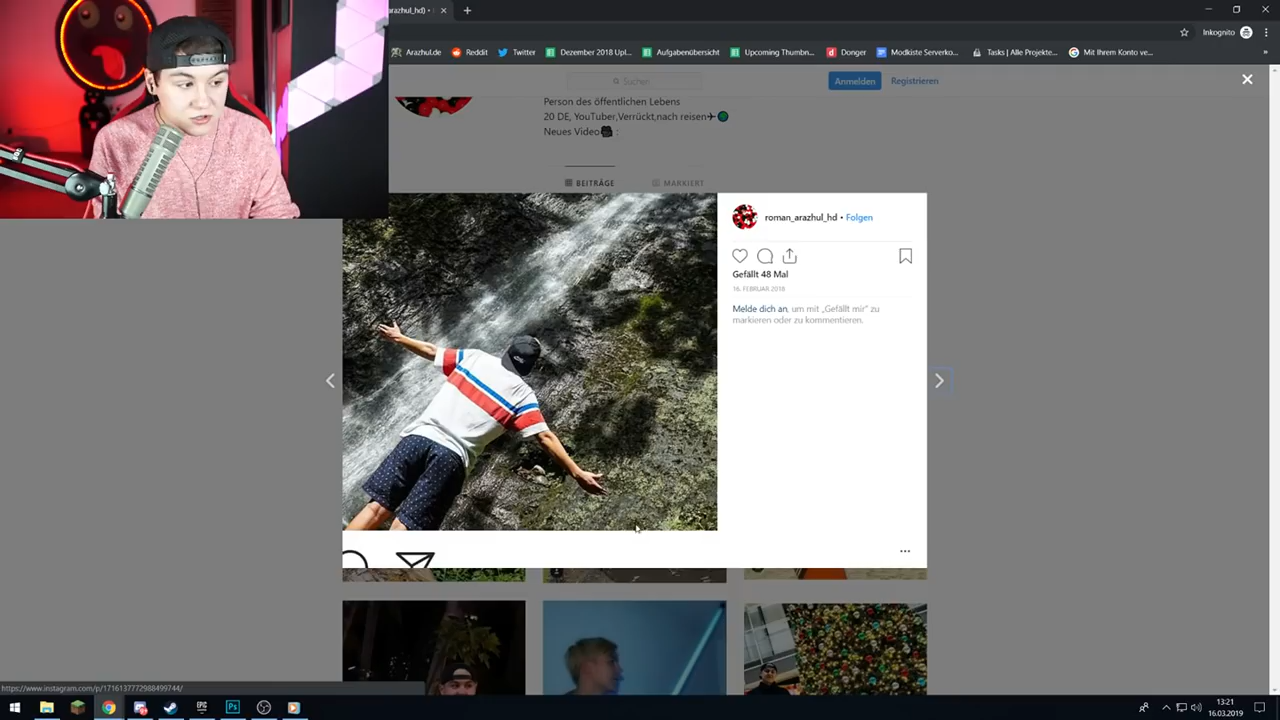 arazhul_hd) •
Inkognito
Arazhul.de
Reddit
Twitter
Dezember 2018 Upl...
Aufgabenübersicht
Upcoming Thumbn...
Donger
Modkiste Serverko...
Tasks | Alle Projekte...
Mit Ihrem Konto ve...
Suchen
Anmelden
Registrieren
Person des öffentlichen Lebens
20 DE, YouTuber,Verrückt,nach reisen
Neues Video :
BEITRÄGE
MARKIERT
roman_arazhul_hd • Folgen
Gefällt 48 Mal
16. FEBRUAR 2018
Melde dich an, um mit „Gefällt mir" zu
markieren oder zu kommentieren.
https://www.instagram.com/p/1716137772988499744/
13:21
16.03.2019